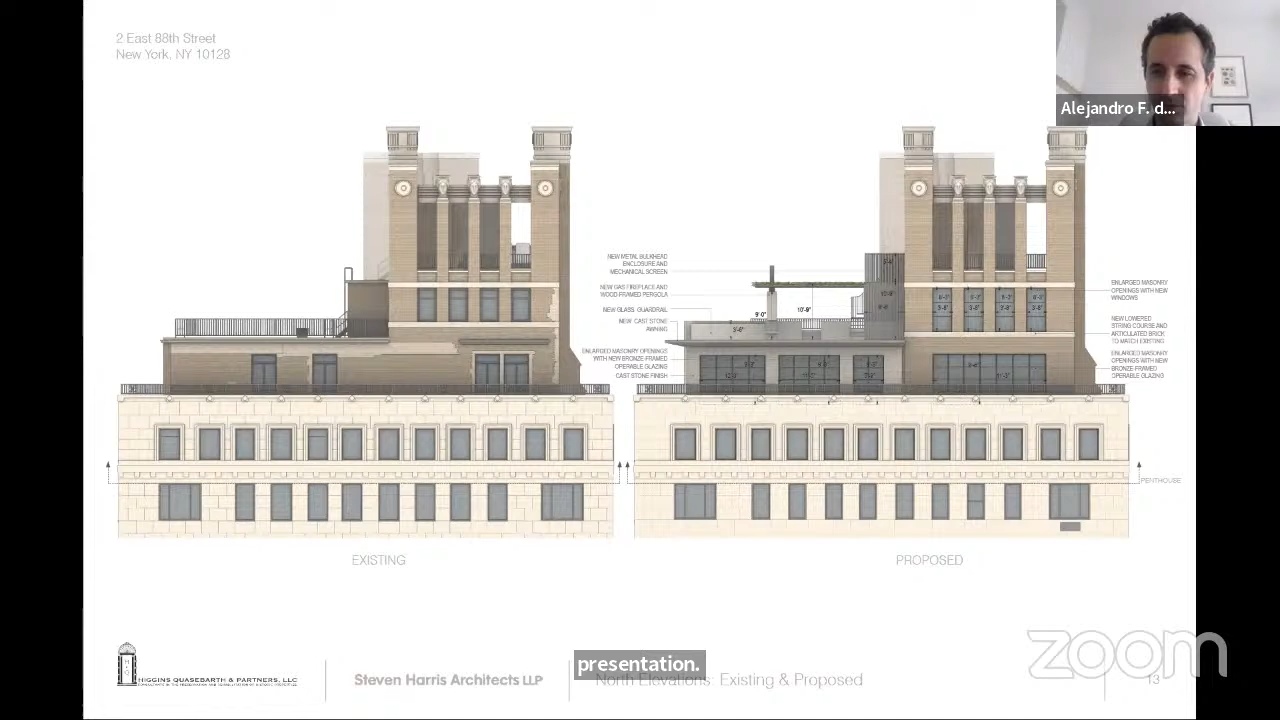 2 East 88th Street
New York, NY 10128
Alejandro F. d...
NEW METAL BULKHEAD
ENCLOSURE AND
MECHANICAL SCREEN
NEW GAS FIREPLACE AND
WOOD-FRAMED PERGOLA
NEW GLASS GUARDRAIL
NEW CAST STONE
AWNING
ENLARGED MASONRY OPENINGS
WITH NEW BRONZE-FRAMED
OPERABLE GLAZING
CAST STONE FINISH
ENLARGED MASONRY
OPENINGS WITH NEW
WINDOWS
NEW LOWERED
STRING COURSE AND
ARTICULATED BRICK
TO MATCH EXISTING
ENLARGED MASONRY
OPENINGS WITH NEW
BRONZE-FRAMED
OPERABLE GLAZING
9'-0"
10'-9"
PENTHOUSE
EXISTING
PROPOSED
HIGGINS QUASEBARTH & PARTNERS, LLC
Steven Harris Architects LLP
presentation.
North Elevations: Existing & Proposed
13
zoom